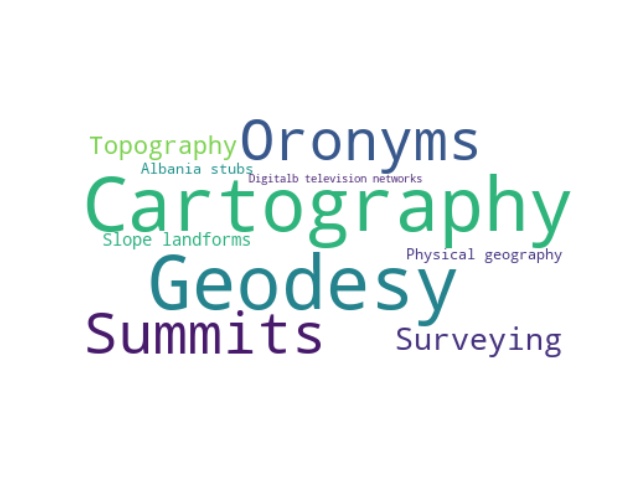 Oronyms
Topography
Albania stubs
Digitalb television networks
Cartography
Slope landforms
Physical geography
Geodesy
Summits
Surveying